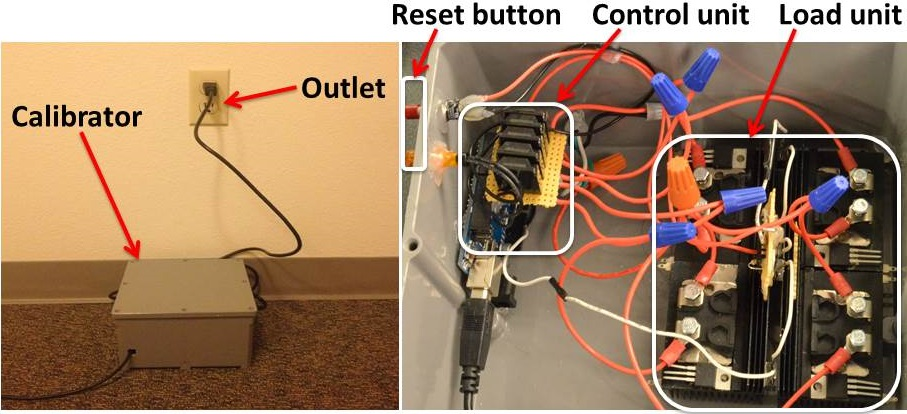 Reset button
Control unit
Load unit
Outlet
Calibrator